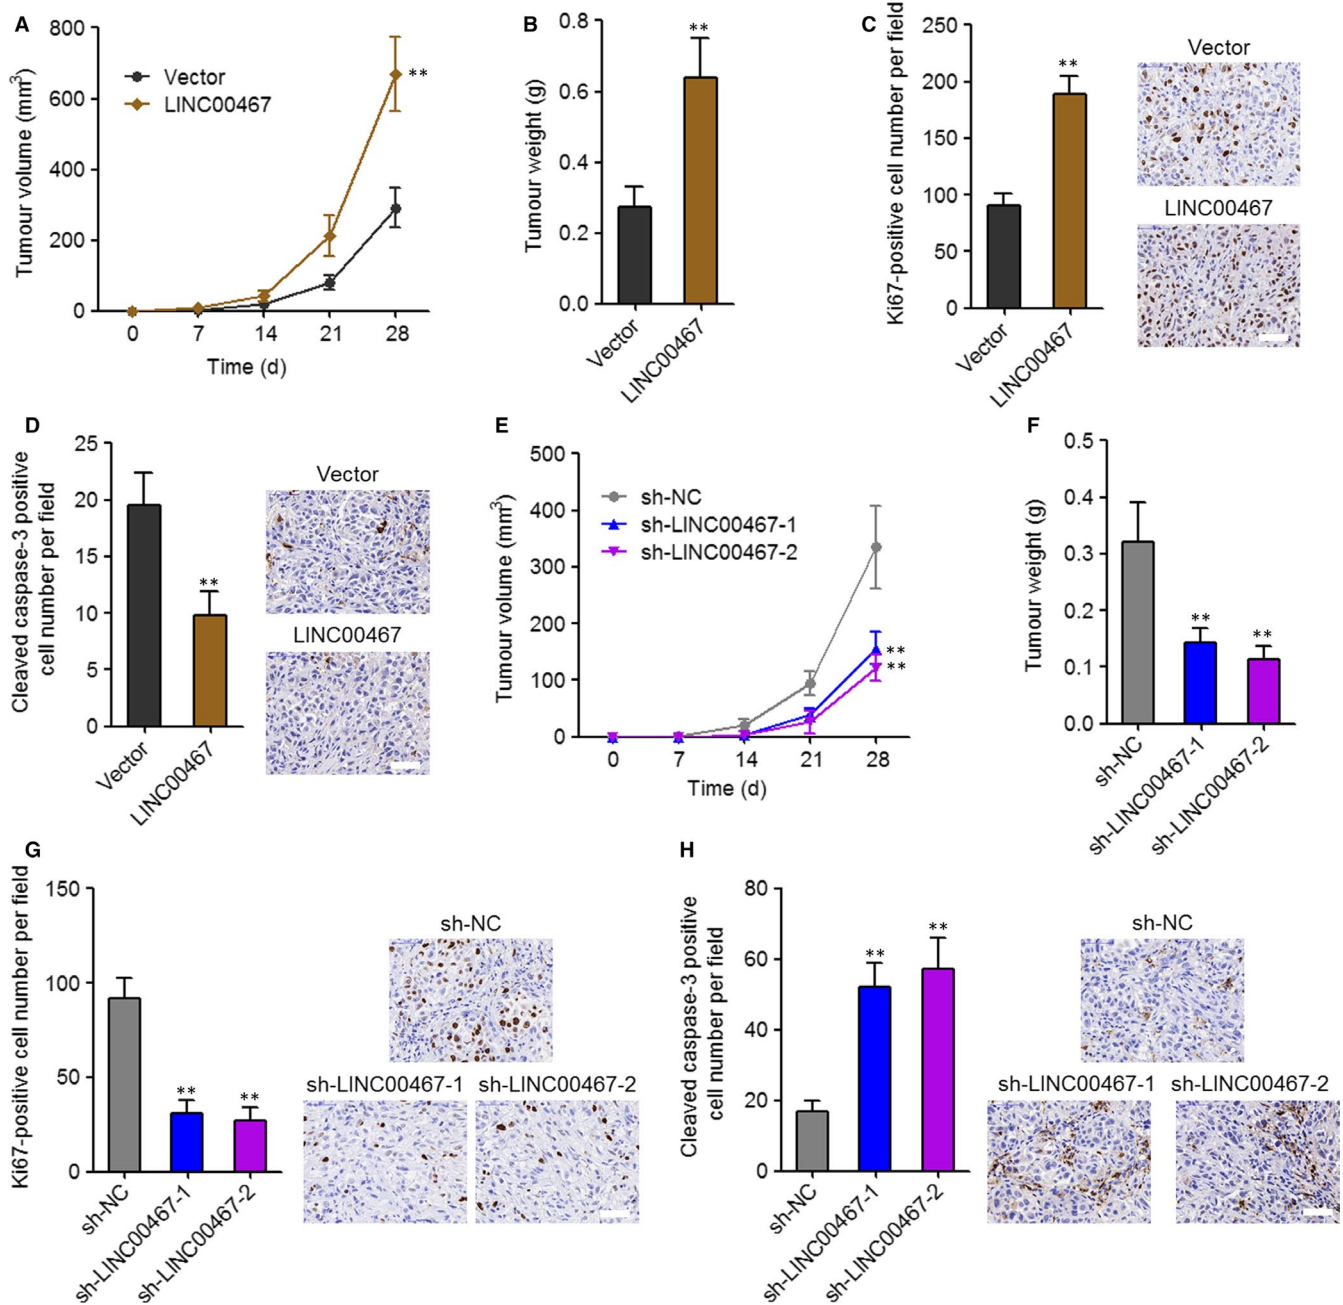 A
Tumour volume (mm3)
800
600
400
200
0
Vector
LINC00467
**
0 7 14 21 28
Time (d)
B
Tumour weight (g)
0.8
0.6
0.4
0.2
0.0
**
Vector
LINC00467
C
Ki67-positive cell number per field
250
200
150
100
50
0
**
Vector
LINC00467
Vector
LINC00467
D
Cleaved caspase-3 positive
cell number per field
25
20
15
10
5
0
**
Vector
LINC00467
Vector
LINC00467
E
Tumour volume (mm3)
500
400
300
200
100
0
sh-NC
sh-LINC00467-1
sh-LINC00467-2
**
**
0 7 14 21 28
Time (d)
F
Tumour weight (g)
0.5
0.4
0.3
0.2
0.1
0.0
** **
sh-NC
sh-LINC00467-1
sh-LINC00467-2
G
Ki67-positive cell number per field
150
100
50
0
** **
sh-NC
sh-LINC00467-1
sh-LINC00467-2
sh-NC
sh-LINC00467-1 sh-LINC00467-2
H
Cleaved caspase-3 positive
cell number per field
80
60
40
20
0
** **
sh-NC
sh-LINC00467-1
sh-LINC00467-2
sh-NC
sh-LINC00467-1 sh-LINC00467-2